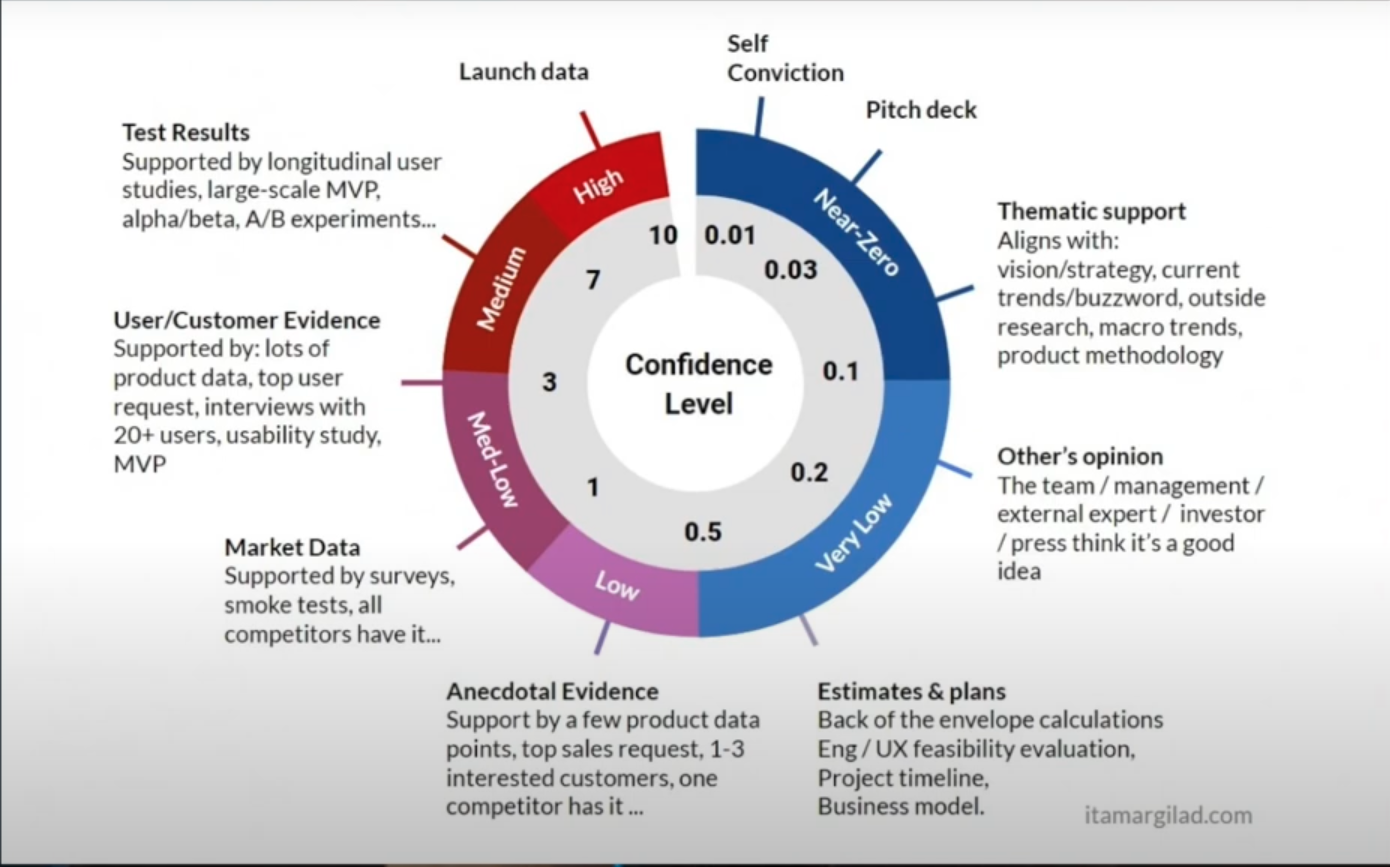 Self
Conviction
Pitch deck
Thematic support
Aligns with:
vision/strategy, current
trends/buzzword, outside
research, macro trends,
product methodology
Other's opinion
The team / management /
external expert / investor
/ press think it's a good
idea
Estimates & plans
Back of the envelope calculations
Eng / UX feasibility evaluation,
Project timeline,
Business model.
Anecdotal Evidence
Support by a few product data
points, top sales request, 1-3
interested customers, one
competitor has it ...
Market Data
Supported by surveys,
smoke tests, all
competitors have it...
User/Customer Evidence
Supported by: lots of
product data, top user
request, interviews with
20+ users, usability study,
MVP
Test Results
Supported by longitudinal user
studies, large-scale MVP,
alpha/beta, A/B experiments...
Launch data
Near-Zero
Very Low
Low
Med-Low
Medium
High
0.01
0.03
0.1
0.2
0.5
1
3
7
10
Confidence
Level
itamargilad.com